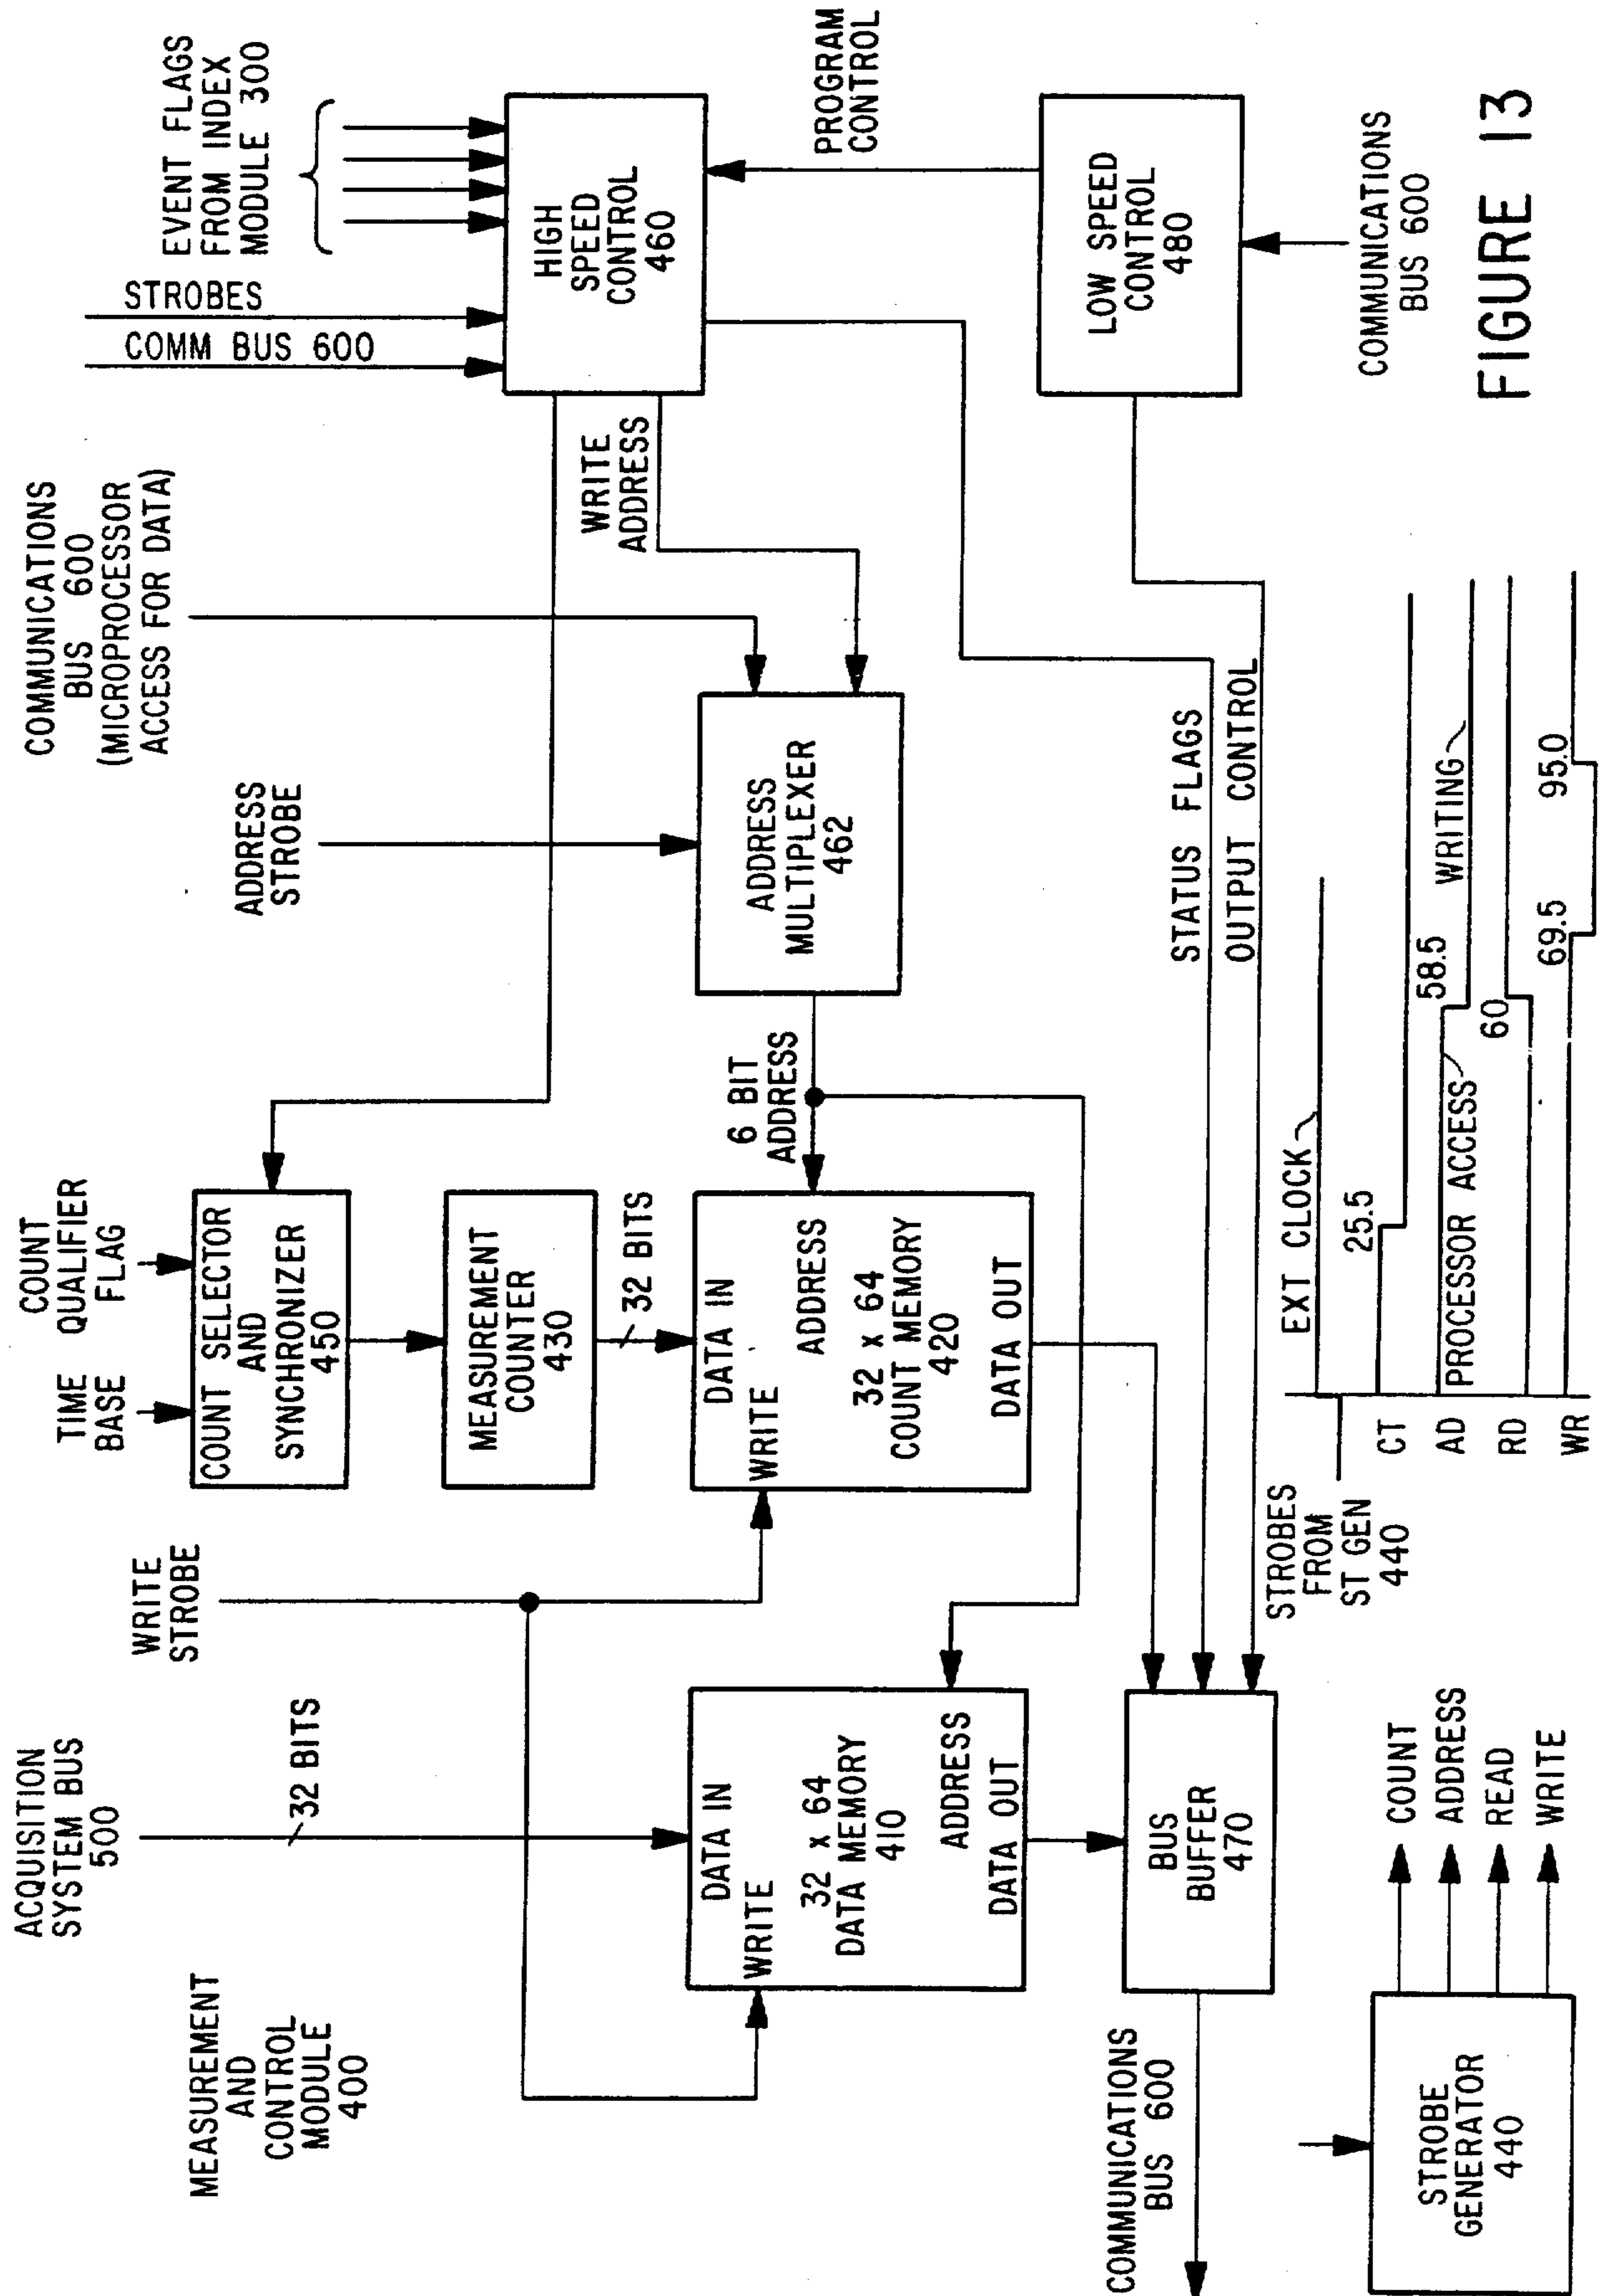 MEASUREMENT
AND
CONTROL
MODULE
400
ACQUISITION
SYSTEM BUS
500
32 BITS
WRITE
STROBE
TIME
BASE
COUNT
QUALIFIER
FLAG
COUNT SELECTOR
AND
SYNCHRONIZER
450
MEASUREMENT
COUNTER
430
32 BITS
ADDRESS
STROBE
COMMUNICATIONS
BUS 600
(MICROPROCESSOR
ACCESS FOR DATA)
COMM BUS 600
STROBES
EVENT FLAGS
FROM INDEX
MODULE 300
HIGH
SPEED
CONTROL
460
WRITE
ADDRESS
PROGRAM
CONTROL
DATA IN
WRITE
32 x 64
DATA MEMORY
410
ADDRESS
DATA OUT
DATA IN
WRITE
ADDRESS
32 x 64
COUNT MEMORY
420
DATA OUT
6 BIT
ADDRESS
ADDRESS
MULTIPLEXER
462
LOW SPEED
CONTROL
480
COMMUNICATIONS
BUS 600
STATUS FLAGS
OUTPUT CONTROL
BUS
BUFFER
470
COMMUNICATIONS
BUS 600
STROBE
GENERATOR
440
COUNT
ADDRESS
READ
WRITE
STROBES
FROM
ST GEN
440
EXT CLOCK
CT
25.5
AD
58.5
PROCESSOR ACCESS
WRITING
RD
60
WR
69.5
95.0
FIGURE 13